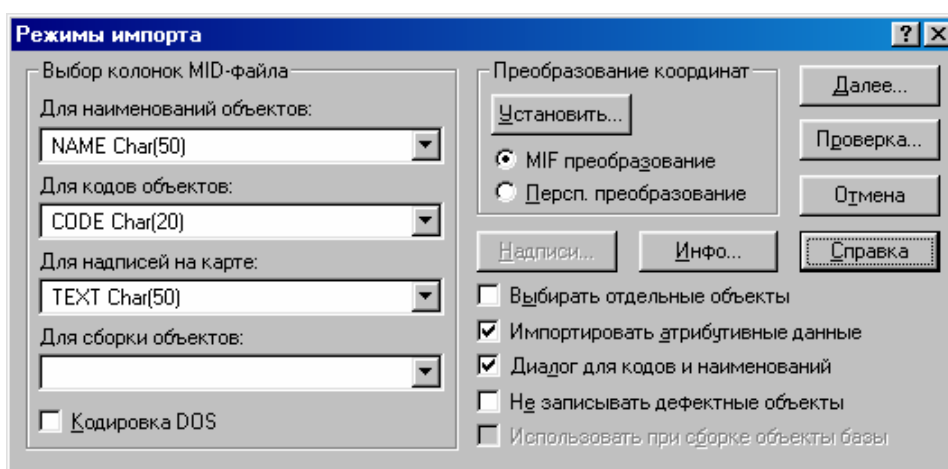 Режимы импорта
Выбор колонок MID-файла
Для наименований объектов:
NAME Char(50)
Для кодов объектов:
CODE Char(20)
Для надписей на карте:
TEXT Char(50)
Для сборки объектов:
Кодировка DOS
Преобразование координат
Установить...
MIF преобразование
Персп. преобразование
Далее...
Проверка...
Отмена
Надписи...
Инфо...
Справка
Выбирать отдельные объекты
Импортировать атрибутивные данные
Диалог для кодов и наименований
Не записывать дефектные объекты
Использовать при сборке объекты базы